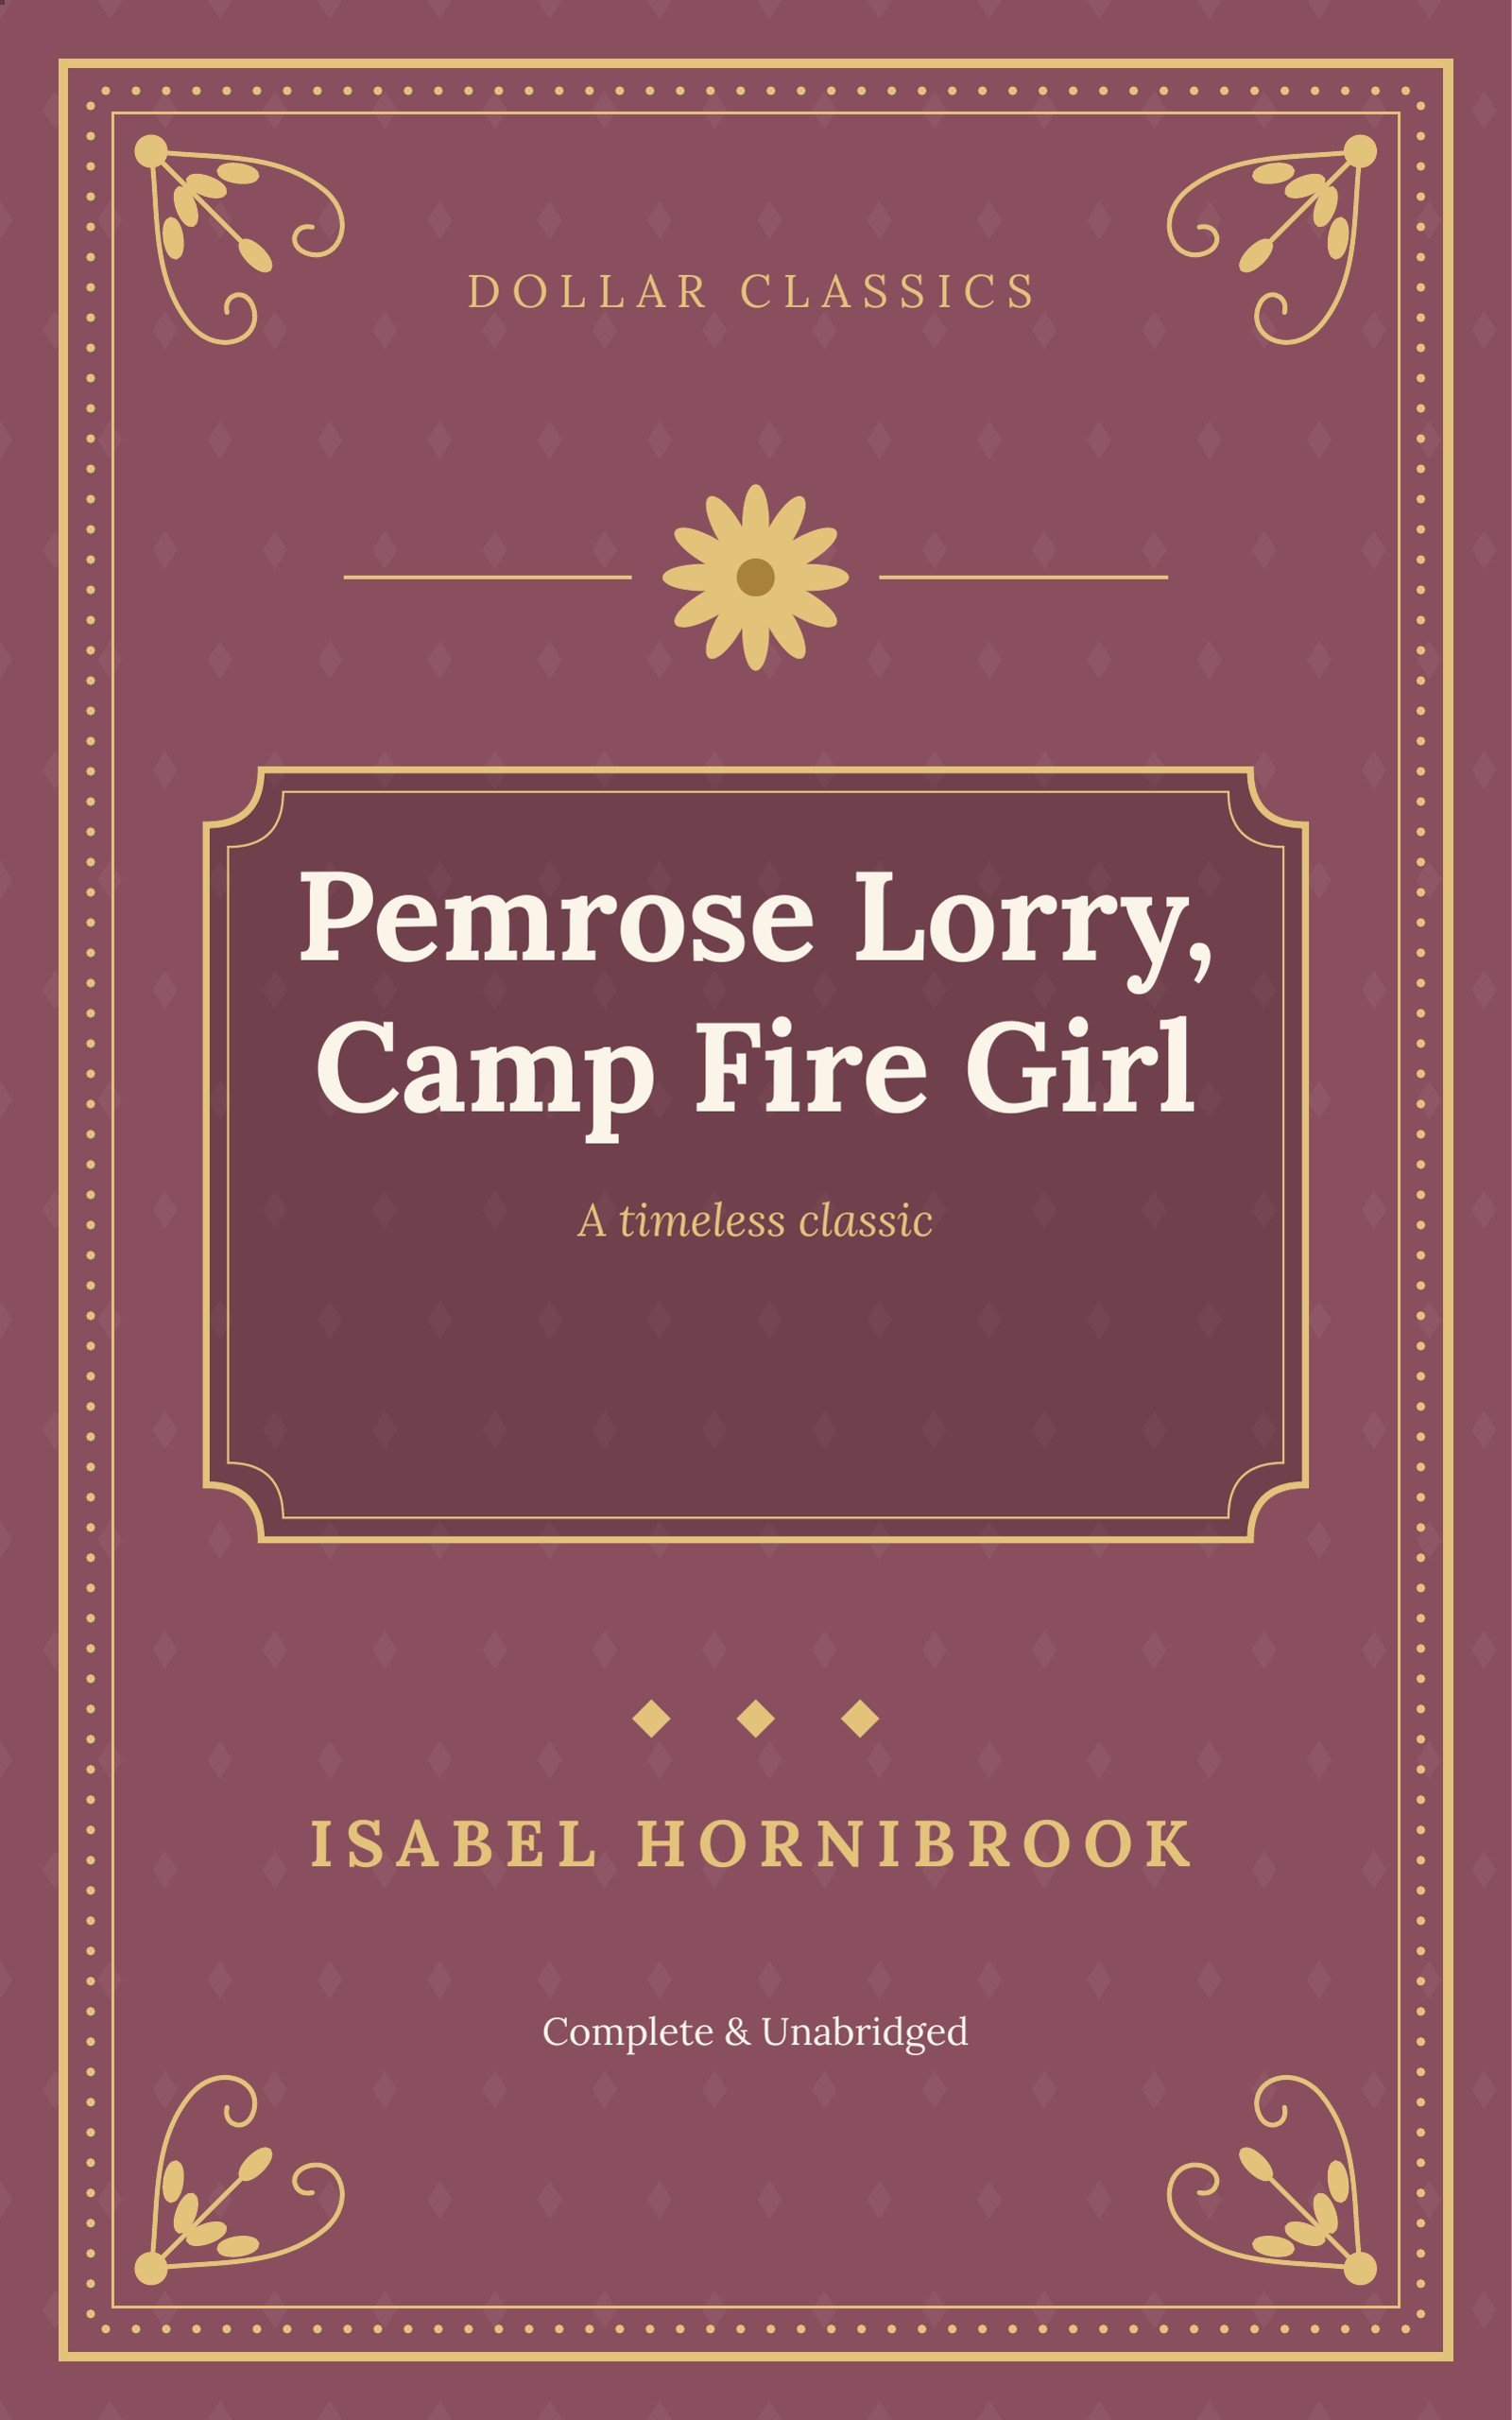 DOLLAR CLASSICS
Pemrose Lorry,
Camp Fire Girl
A timeless classic
ISABEL HORNIBROOK
Complete & Unabridged